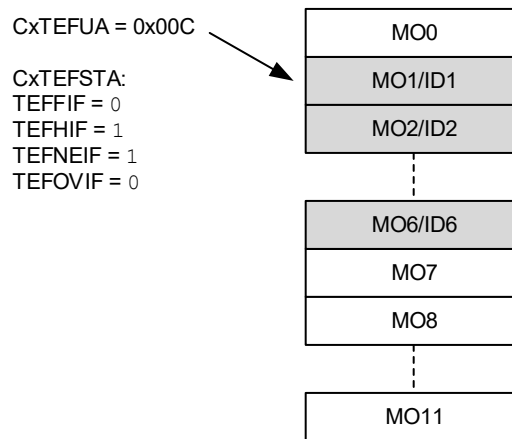 CxTEFUA = 0x00C
CxTEFSTA:
TEFFIF = 0
TEFHIF = 1
TEFNEIF = 1
TEFOVIF = 0
MO0
MO1/ID1
MO2/ID2
MO6/ID6
MO7
MO8
MO11